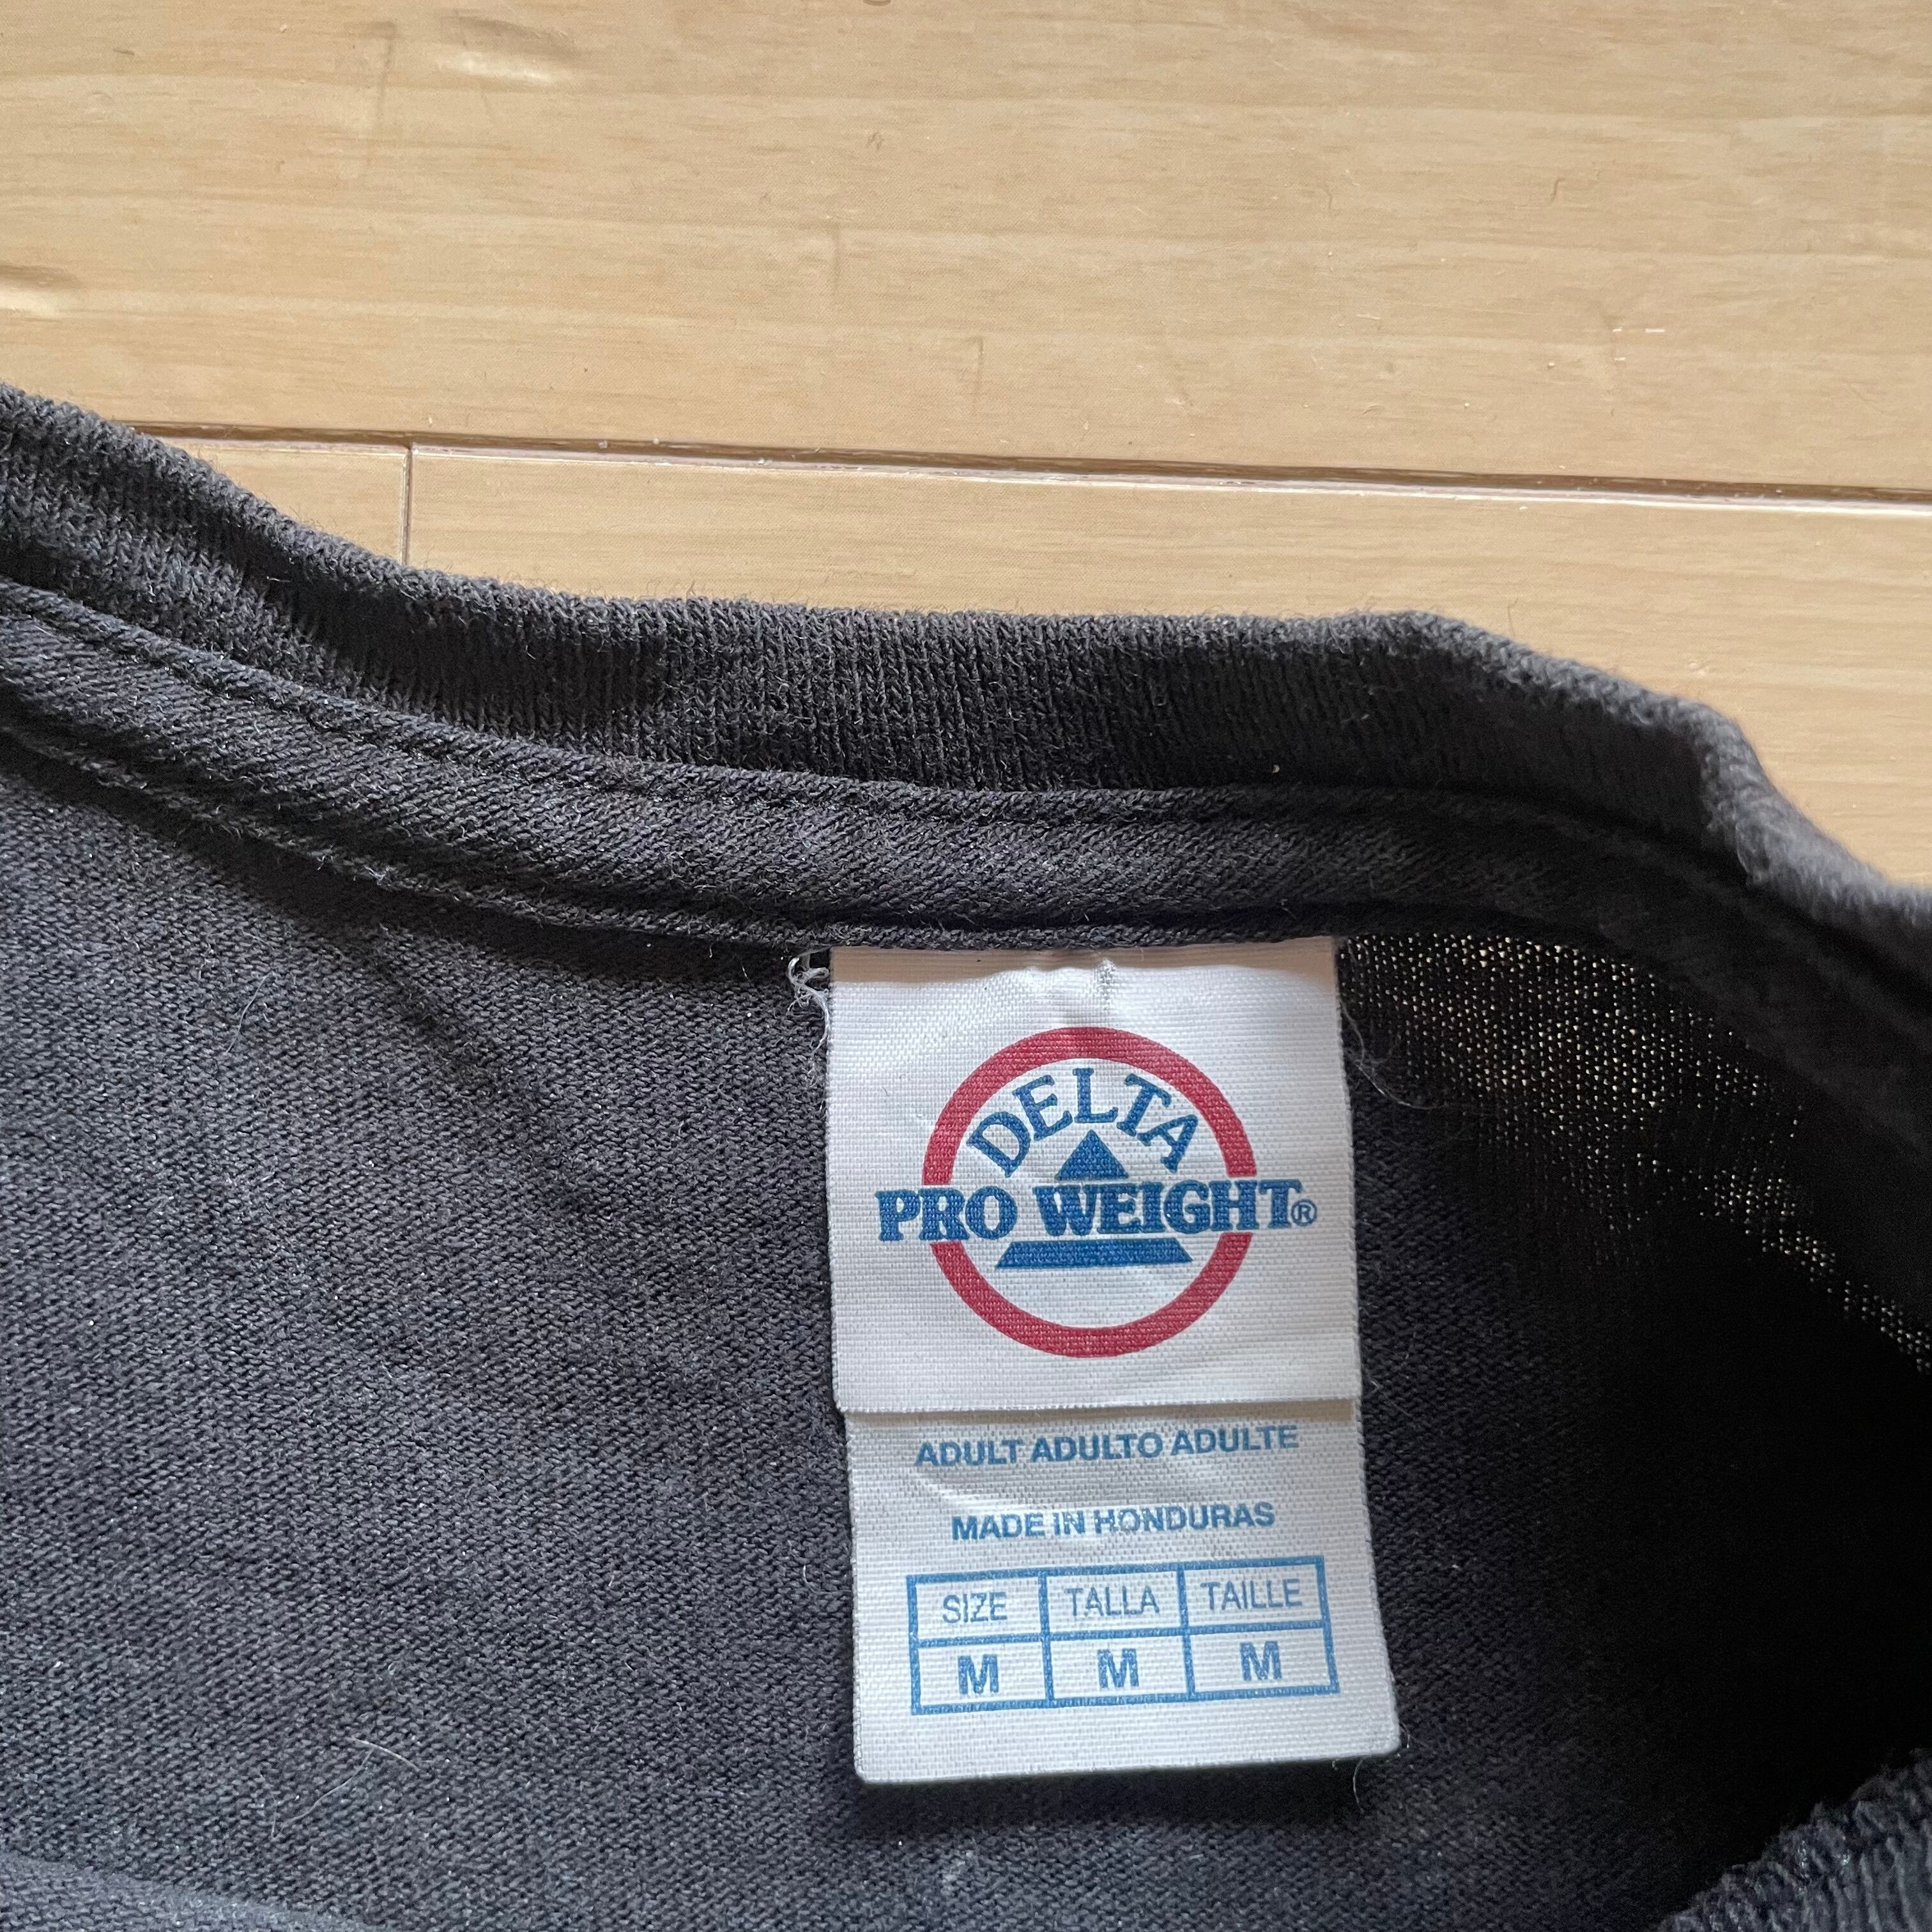 DELTA
PRO WEIGHT®
ADULT ADULTO ADULTE
MADE IN HONDURAS
SIZE TALLA TAILLE
M M M